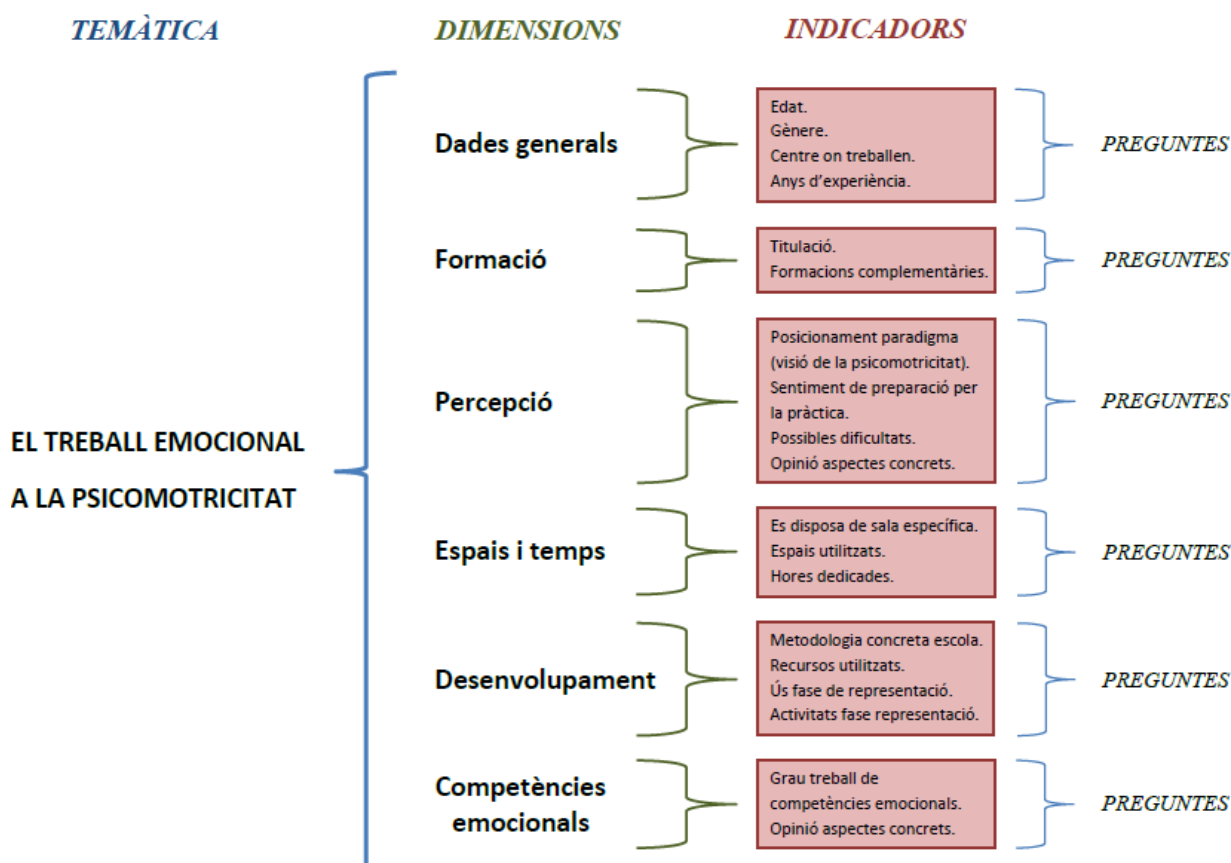 TEMÀTICA
DIMENSIONS
INDICADORS
EL TREBALL EMOCIONAL
A LA PSICOMOTRICITAT
Dades generals
Edat.
Gènere.
Centre on treballen.
Anys d’experiència.
PREGUNTES
Formació
Titulació.
Formacions complementàries.
PREGUNTES
Percepció
Posicionament paradigma
(visió de la psicomotricitat).
Sentiment de preparació per
la pràctica.
Possibles dificultats.
Opinió aspectes concrets.
PREGUNTES
Espais i temps
Es disposa de sala específica.
Espais utilitzats.
Hores dedicades.
PREGUNTES
Desenvolupament
Metodologia concreta escola.
Recursos utilitzats.
Ús fase de representació.
Activitats fase representació.
PREGUNTES
Competències
emocionals
Grau treball de
competències emocionals.
Opinió aspectes concrets.
PREGUNTES